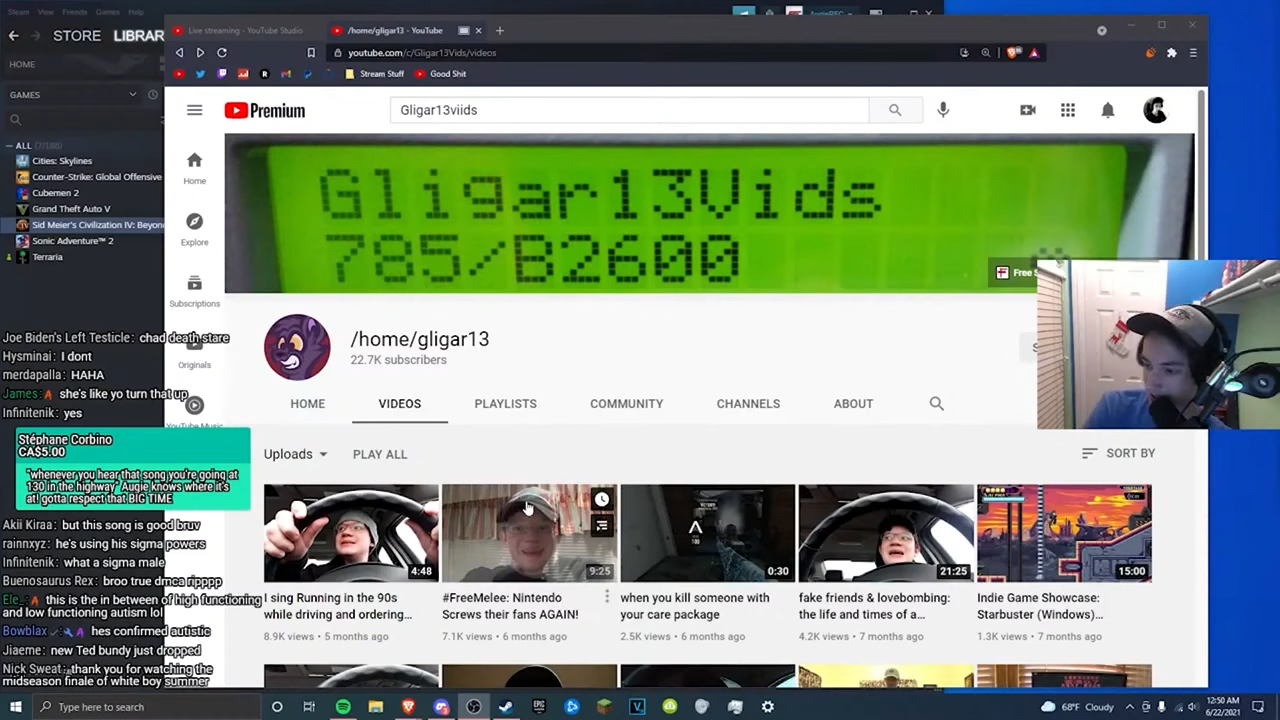 Steam View Friends Games Help
STORE LIBRAR
HOME
GAMES
ALL (7/188)
Cities: Skylines
Counter-Strike: Global Offensive
Cubemen 2
Grand Theft Auto V
Sid Meier's Civilization IV: Beyon
Sonic Adventure™ 2
Terraria
Live streaming - YouTube Studio
/home/gligar13 - YouTube
youtube.com/c/Gligar13Vids/videos
Stream Stuff
Good Shit
Premium
Gligar13viids
Gligar13Vids
785/B2600
Free S
Home
Explore
Subscriptions
Originals
YouTube Music
/home/gligar13
22.7K subscribers
S
HOME
VIDEOS
PLAYLISTS
COMMUNITY
CHANNELS
ABOUT
Uploads
PLAY ALL
SORT BY
4:48
9:25
0:30
21:25
15:00
I sing Running in the 90s
while driving and ordering...
8.9K views • 5 months ago
#FreeMelee: Nintendo
Screws their fans AGAIN!
7.1K views • 6 months ago
when you kill someone with
your care package
2.5K views • 6 months ago
fake friends & lovebombing:
the life and times of a...
4.2K views • 7 months ago
Indie Game Showcase:
Starbuster (Windows)...
1.3K views • 7 months ago
Joe Biden's Left Testicle: chad death stare
Hysminai: I dont
merdapalla: HAHA
James: she's like yo turn that up
Infinitenik: yes
Stéphane Corbino
CA$5.00
"whenever you hear that song you're going at
130 in the highway" Augie knows where it's
at! gotta respect that BIG TIME
Akii Kiraa: but this song is good bruv
rainnxyz: he's using his sigma powers
Infinitenik: what a sigma male
Buenosaurus Rex: broo true dmca ripppp
Ele: this is the in between of high functioning
and low functioning autism lol
Bowblax hes confirmed autistic
Jiaeme: new Ted bundy just dropped
Nick Sweat: thank you for watching the
midseason finale of white boy summer
Type here to search
68°F Cloudy
12:50 AM
6/22/2021